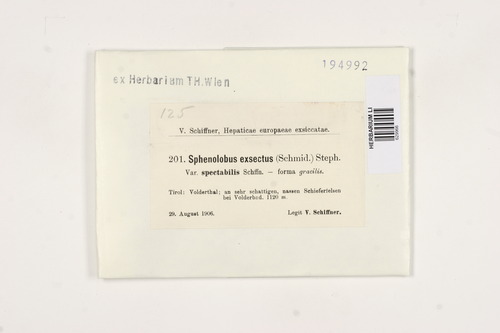 194992
ex Herbarium TH.Wien
HERBARIUM LI
125
V. Schiffner, Hepaticae europaeae exsiccatae.
201. Sphenolobus exsectus (Schmid.) Steph.
Var. spectabilis Schffn. — forma gracilis.
Tirol: Volderthal; an sehr schattigen, nassen Schieferfelsen
bei Volderbad. 1120 m.
29. August 1906. Legit V. Schiffner.